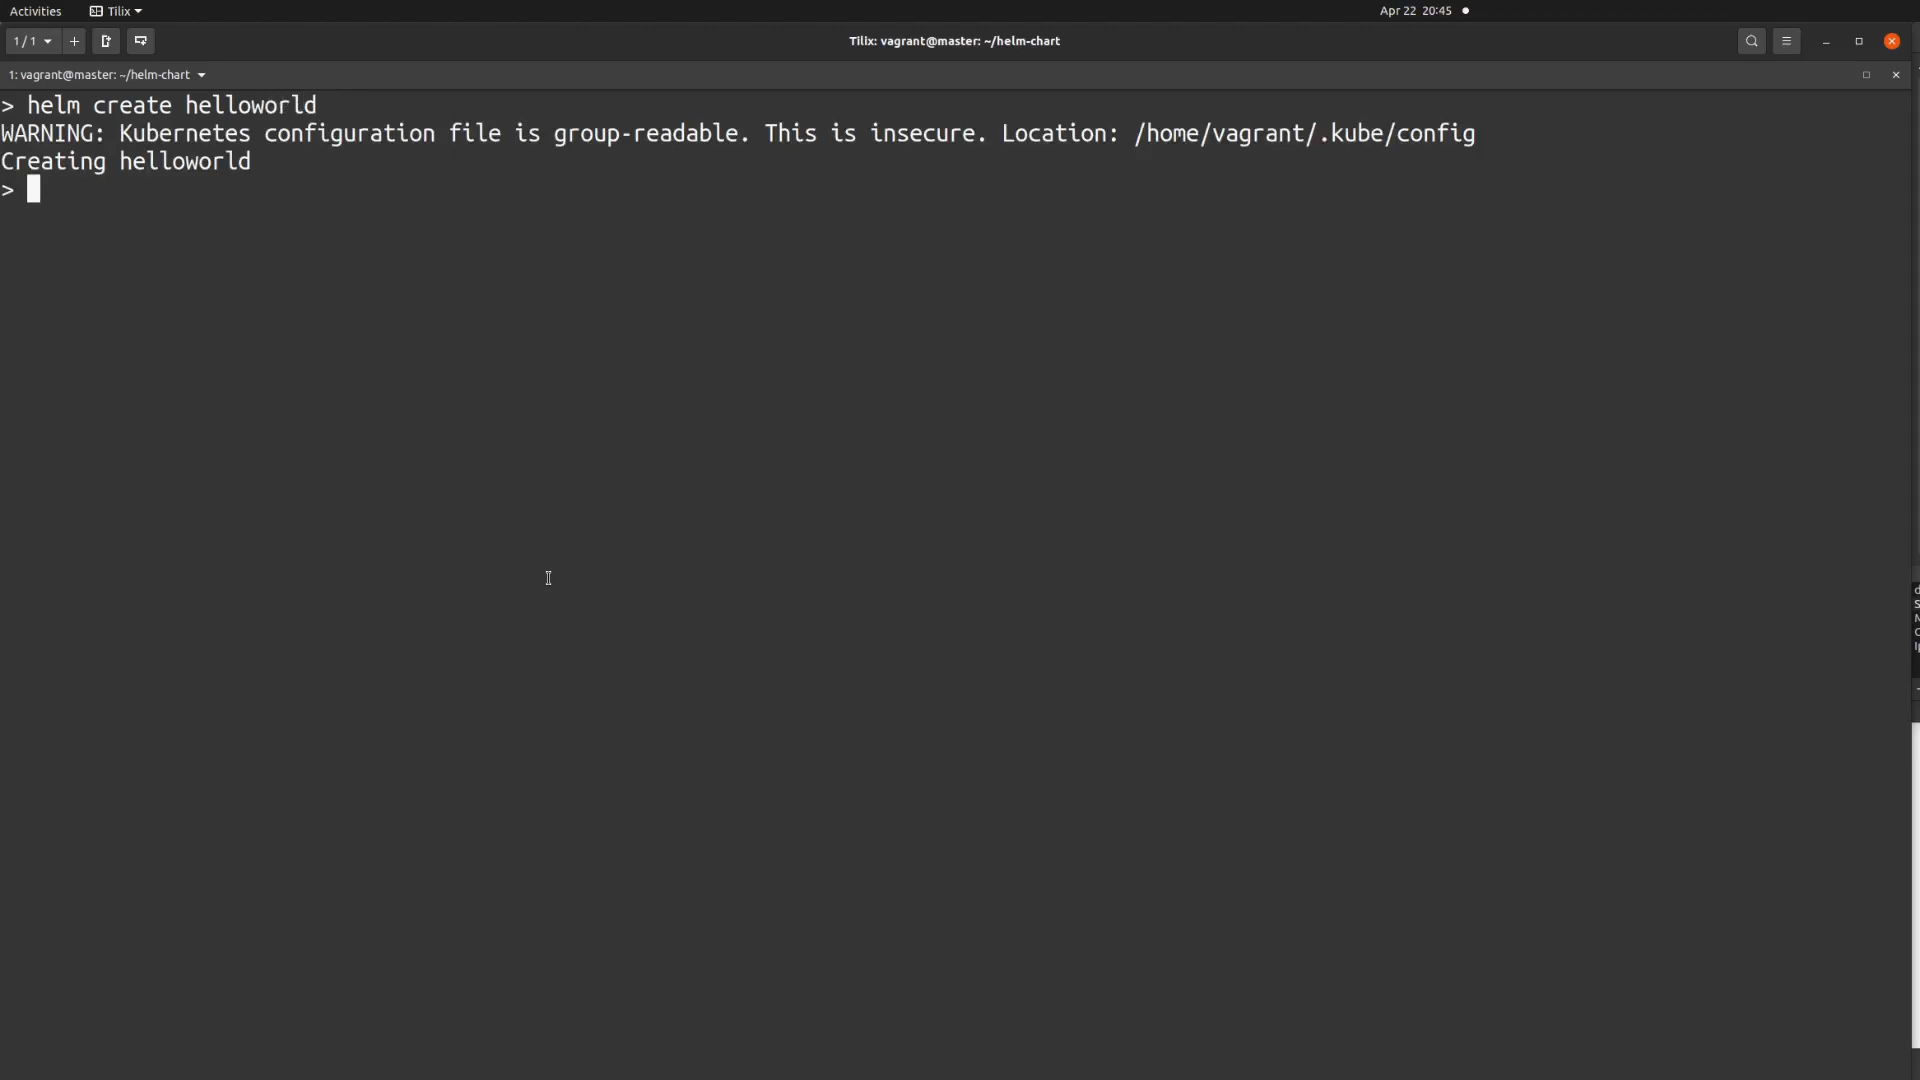 Activities
Tilix
Apr 22 20:45
1 / 1
Tilix: vagrant@master: ~/helm-chart
1: vagrant@master: ~/helm-chart
> helm create helloworld
WARNING: Kubernetes configuration file is group-readable. This is insecure. Location: /home/vagrant/.kube/config
Creating helloworld
>